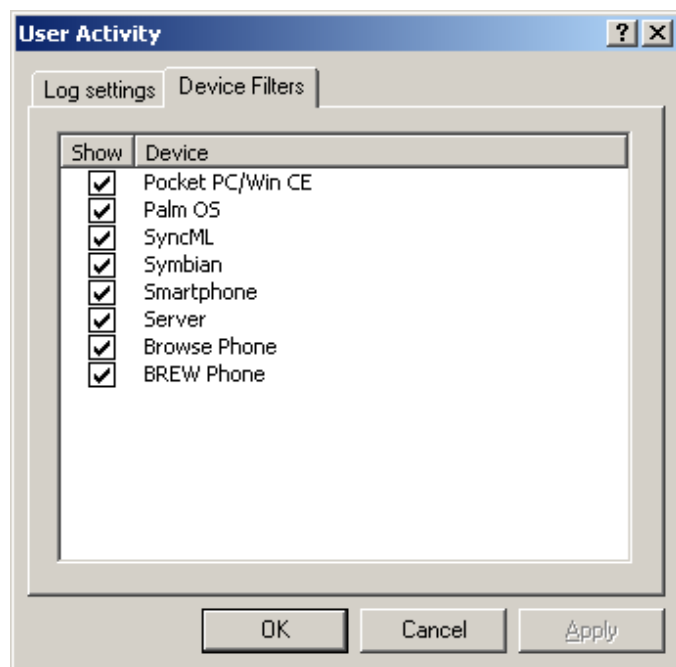 User Activity
Log settings Device Filters
Show Device
Pocket PC/Win CE
Palm OS
SyncML
Symbian
Smartphone
Server
Browse Phone
BREW Phone
OK Cancel Apply